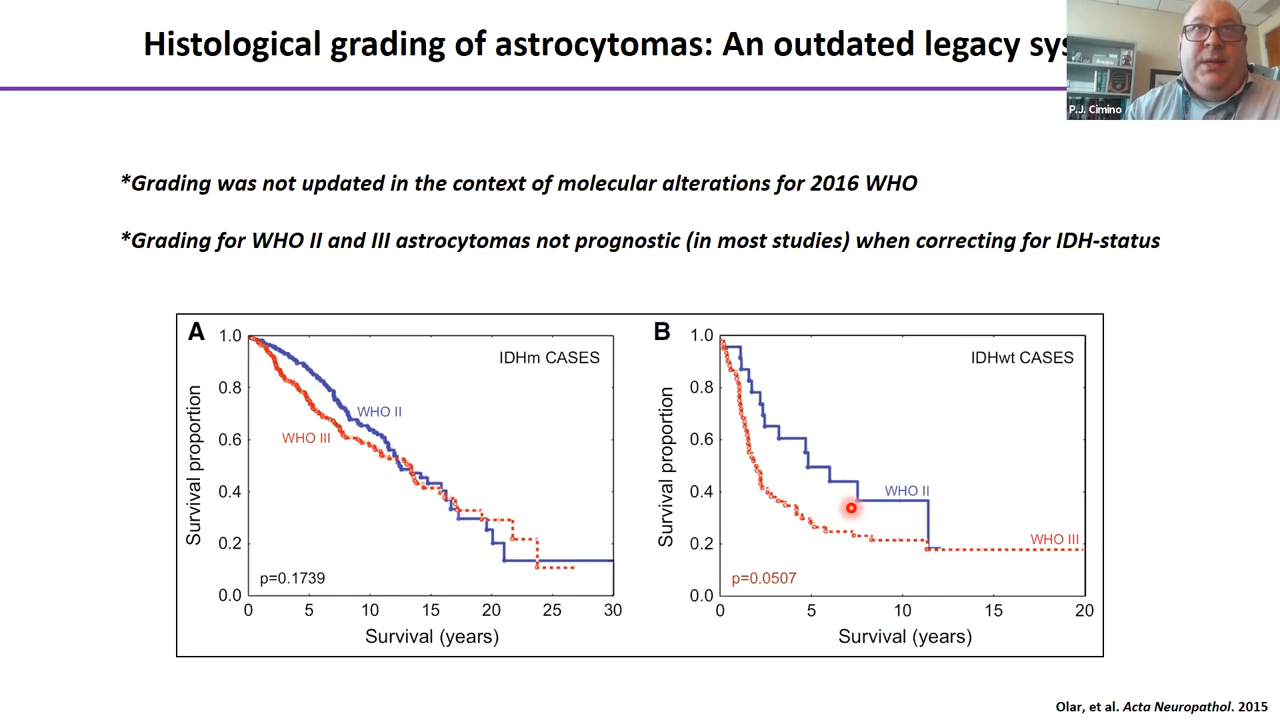 Histological grading of astrocytomas: An outdated legacy
P.J. Cimino
*Grading was not updated in the context of molecular alterations for 2016 WHO
*Grading for WHO II and III astrocytomas not prognostic (in most studies) when correcting for IDH-status
A
IDHm CASES
WHO II
WHO III
p=0.1739
Survival proportion
1.0
0.8
0.6
0.4
0.2
0.0
0 5 10 15 20 25 30
Survival (years)
B
IDHwt CASES
WHO II
WHO III
p=0.0507
Survival proportion
1.0
0.8
0.6
0.4
0.2
0.0
0 5 10 15 20
Survival (years)
Olar, et al. Acta Neuropathol. 2015